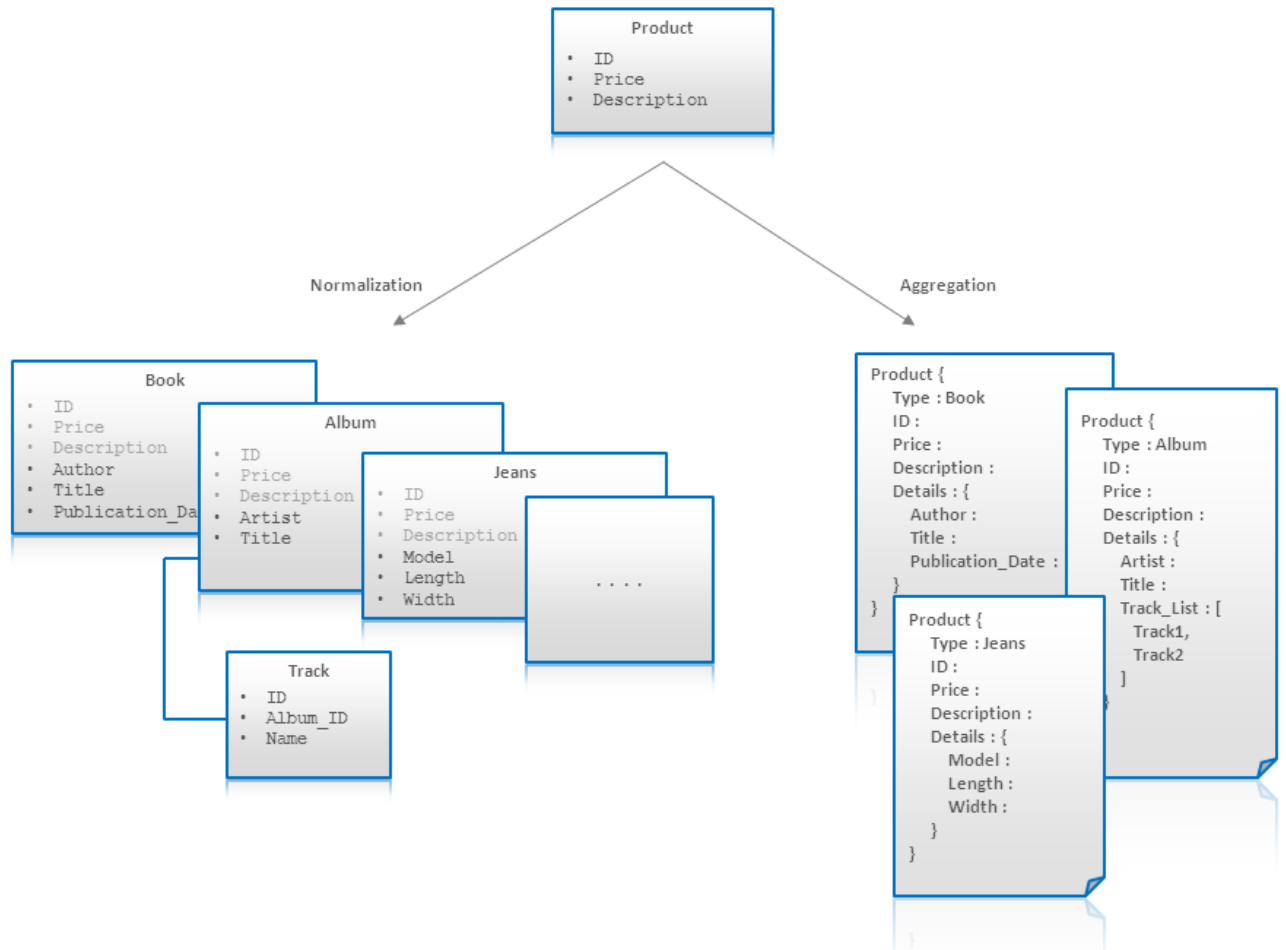 Product
• ID
• Price
• Description
Normalization
Aggregation
Book
• ID
• Price
• Description
• Author
• Title
• Publication_Da
Album
• ID
• Price
• Description
• Artist
• Title
Jeans
• ID
• Price
• Description
• Model
• Length
• Width
. . . .
Track
• ID
• Album_ID
• Name
Product {
Type : Book
ID :
Price :
Description :
Details : {
Author :
Title :
Publication_Date :
}
}
Product {
Type : Album
ID :
Price :
Description :
Details : {
Artist :
Title :
Track_List : [
Track1,
Track2
]
}
Product {
Type : Jeans
ID :
Price :
Description :
Details : {
Model :
Length :
Width :
}
}